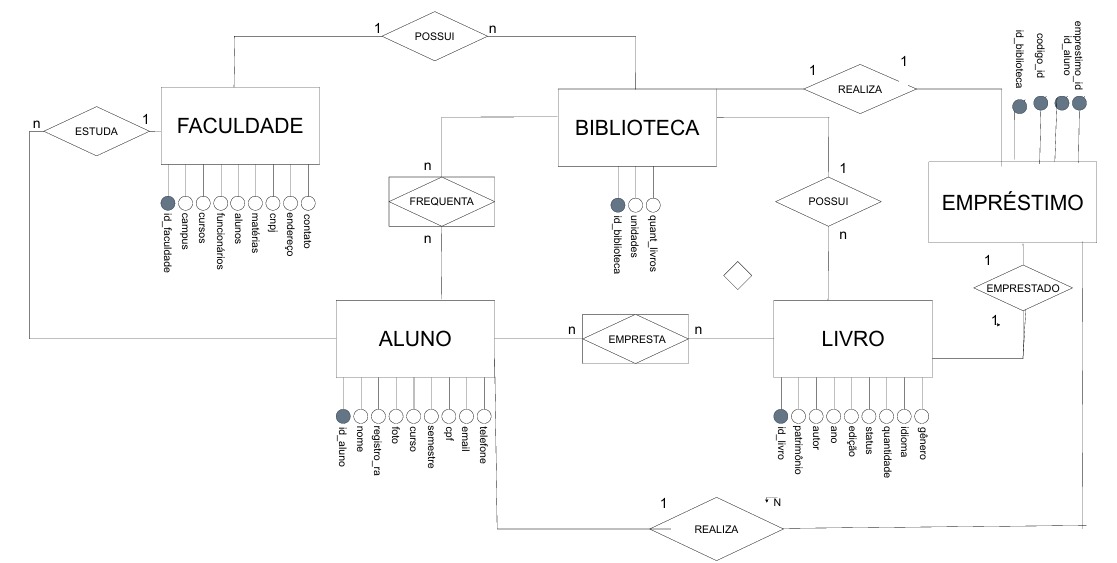 1
POSSUI
n
id_biblioteca
codigo_id
id_aluno
emprestimo_id
1
REALIZA
1
n
ESTUDA
1
FACULDADE
BIBLIOTECA
n
FREQUENTA
n
1
POSSUI
n
EMPRÉSTIMO
id_faculdade
campus
cursos
funcionários
alunos
matérias
cnpj
endereço
contato
id_biblioteca
unidades
quant_livros
1
EMPRESTADO
1
ALUNO
n
EMPRESTA
n
LIVRO
id_aluno
nome
registro_ra
foto
curso
semestre
cpf
email
telefone
id_livro
patrimônio
autor
ano
edição
status
quantidade
idioma
gênero
1
REALIZA
N